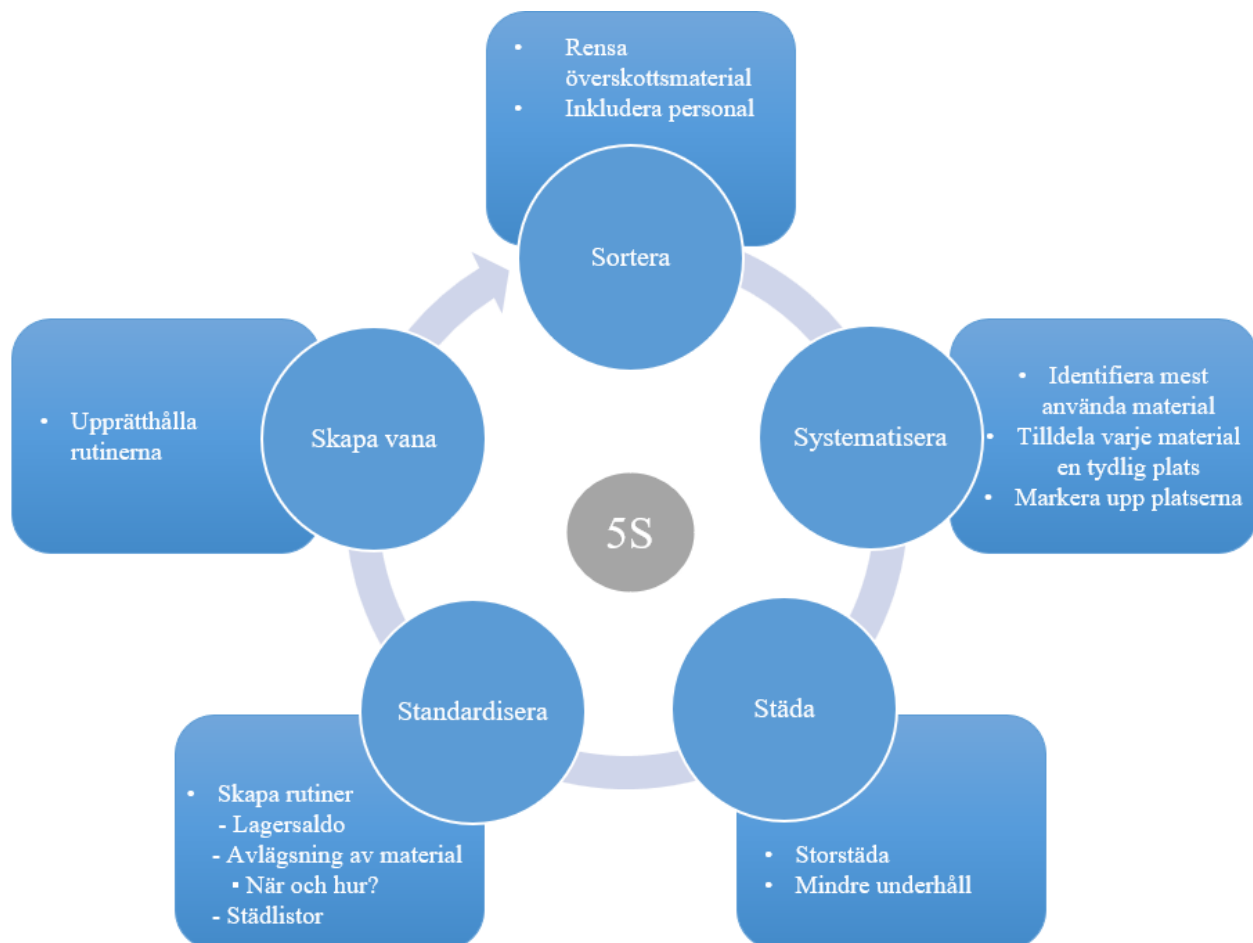 • Rensa
överskottsmaterial
• Inkludera personal
Sortera
• Identifiera mest
använda material
• Tilldela varje material
en tydlig plats
• Markera upp platserna
Systematisera
Städa
• Storstäda
• Mindre underhåll
Standardisera
• Skapa rutiner
- Lagersaldo
- Avlägsning av material
▪ När och hur?
- Städlistor
Skapa vana
• Upprätthålla
rutinerna
5S